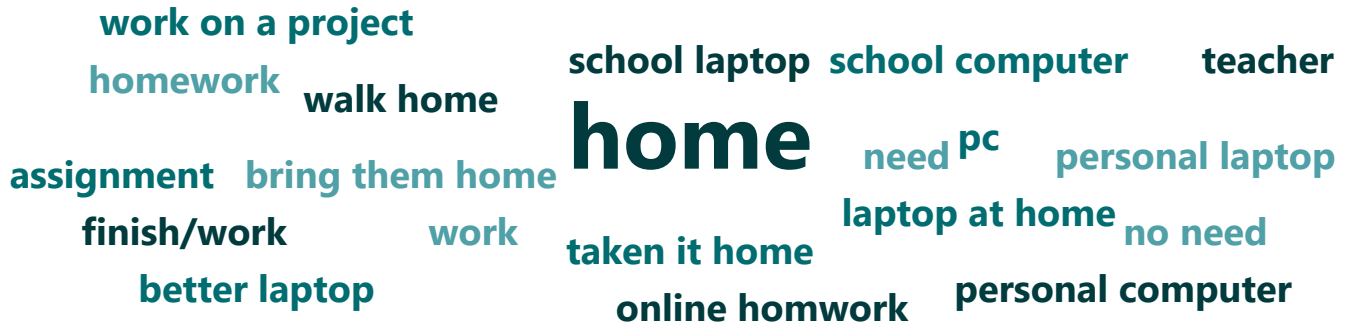 work on a project
school laptop school computer teacher
homework walk home
home
need pc personal laptop
assignment bring them home
laptop at home no need
finish/work work taken it home
better laptop online homwork personal computer